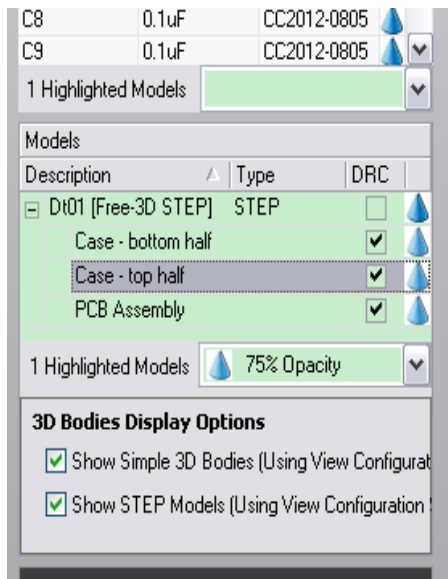 C8 0.1uF CC2012-0805
C9 0.1uF CC2012-0805
1 Highlighted Models
Models
Description Type DRC
Dt01 [Free-3D STEP] STEP
Case - bottom half
Case - top half
PCB Assembly
1 Highlighted Models 75% Opacity
3D Bodies Display Options
Show Simple 3D Bodies (Using View Configurat
Show STEP Models (Using View Configuration